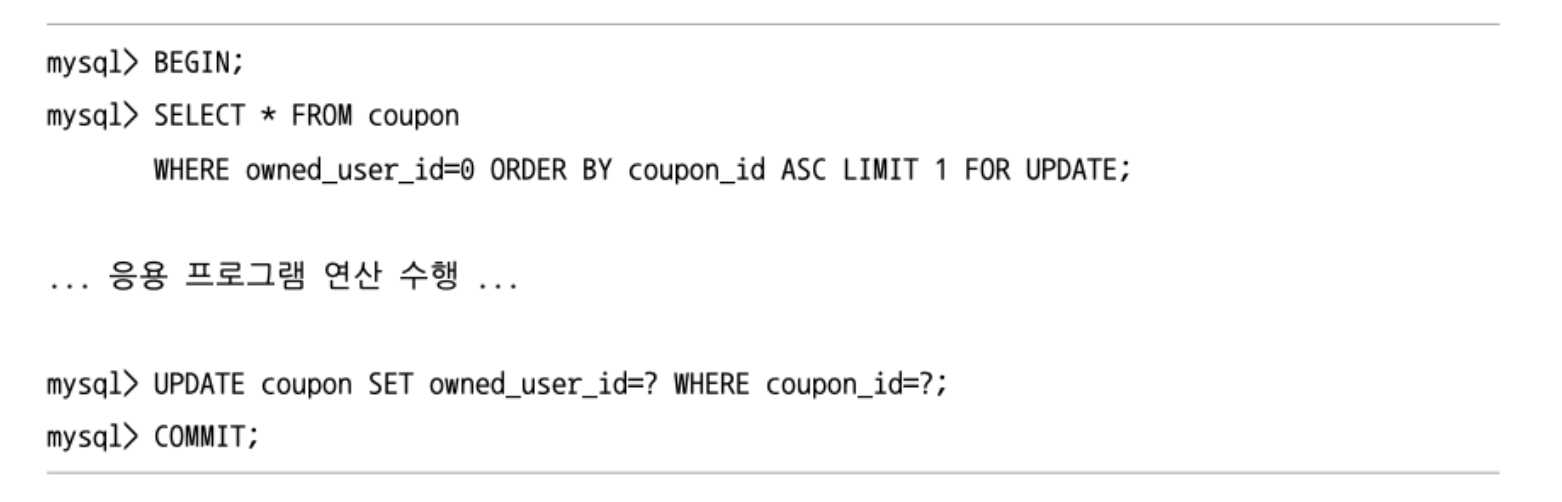 mysql> BEGIN;
mysql> SELECT * FROM coupon
WHERE owned_user_id=0 ORDER BY coupon_id ASC LIMIT 1 FOR UPDATE;
... 응용 프로그램 연산 수행 ...
mysql> UPDATE coupon SET owned_user_id=? WHERE coupon_id=?;
mysql> COMMIT;